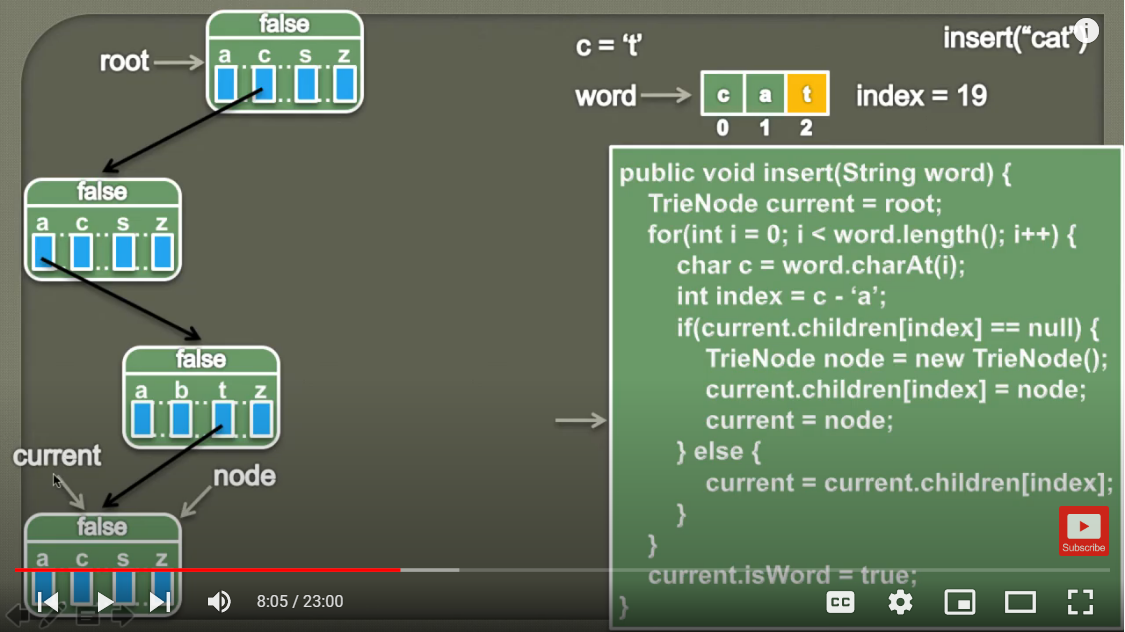 root
false
a c s z
c = ‘t’
insert(“cat”)
word
c a t
0 1 2
index = 19
false
a c s z
false
a b t z
current
node
false
a c s z
public void insert(String word) {
TrieNode current = root;
for(int i = 0; i < word.length(); i++) {
char c = word.charAt(i);
int index = c - ‘a’;
if(current.children[index] == null) {
TrieNode node = new TrieNode();
current.children[index] = node;
current = node;
} else {
current = current.children[index];
}
}
current.isWord = true;
}
Subscribe
8:05 / 23:00
CC